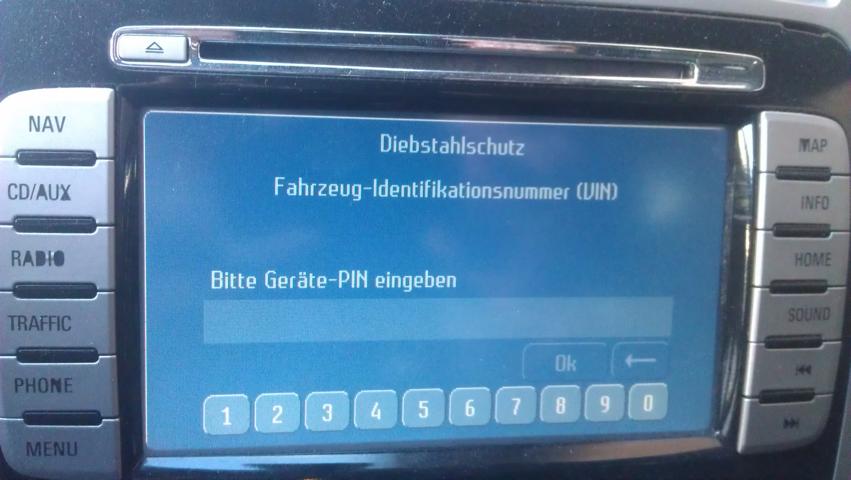 NAV
CD/AUX
RADIO
TRAFFIC
PHONE
MENU
Diebstahlschutz
Fahrzeug-Identifikationsnummer (VIN)
Bitte Geräte-PIN eingeben
Ok
1 2 3 4 5 6 7 8 9 0
MAP
INFO
HOME
SOUND